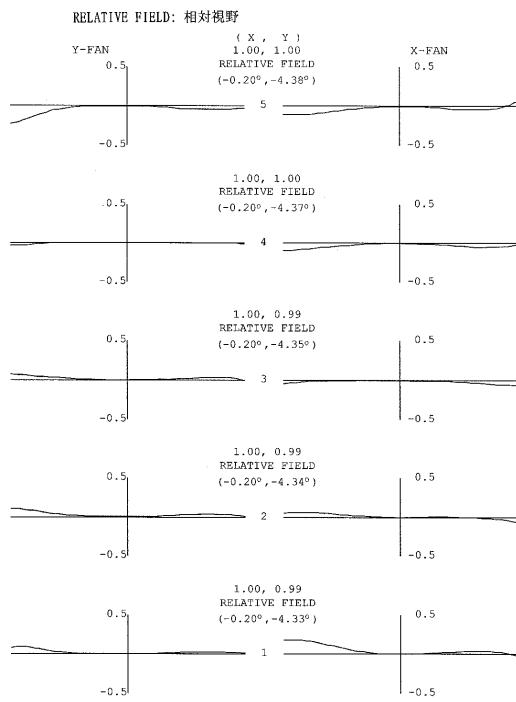 RELATIVE FIELD: 相対視野
( X , Y )
Y-FAN 1.00, 1.00 X-FAN
0.5 RELATIVE FIELD 0.5
(-0.20°,-4.38°)
5
-0.5 -0.5
1.00, 1.00
RELATIVE FIELD
0.5 (-0.20°,-4.37°) 0.5
4
-0.5 -0.5
1.00, 0.99
RELATIVE FIELD
0.5 (-0.20°,-4.35°) 0.5
3
-0.5 -0.5
1.00, 0.99
RELATIVE FIELD
0.5 (-0.20°,-4.34°) 0.5
2
-0.5 -0.5
1.00, 0.99
RELATIVE FIELD
0.5 (-0.20°,-4.33°) 0.5
1
-0.5 -0.5